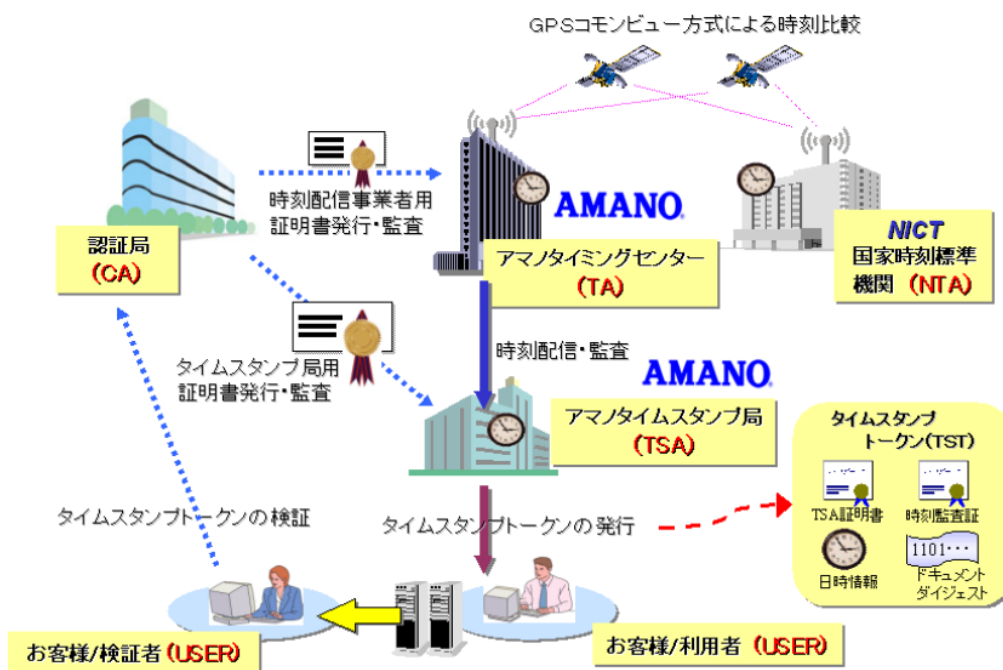 GPSコモンビュー方式による時刻比較
時刻配信事業者用
証明書発行・監査
AMANO
認証局
(CA)
アマノタイミングセンター
(TA)
NICT
国家時刻標準
機関 (NTA)
タイムスタンプ局用
証明書発行・監査
時刻配信・監査
AMANO
アマノタイムスタンプ局
(TSA)
タイムスタンプ
トークン(TST)
TSA証明書
時刻監査証
日時情報
1101・・・
ドキュメント
ダイジェスト
タイムスタンプトークンの検証
タイムスタンプトークンの発行
お客様/検証者(USER)
お客様/利用者 (USER)